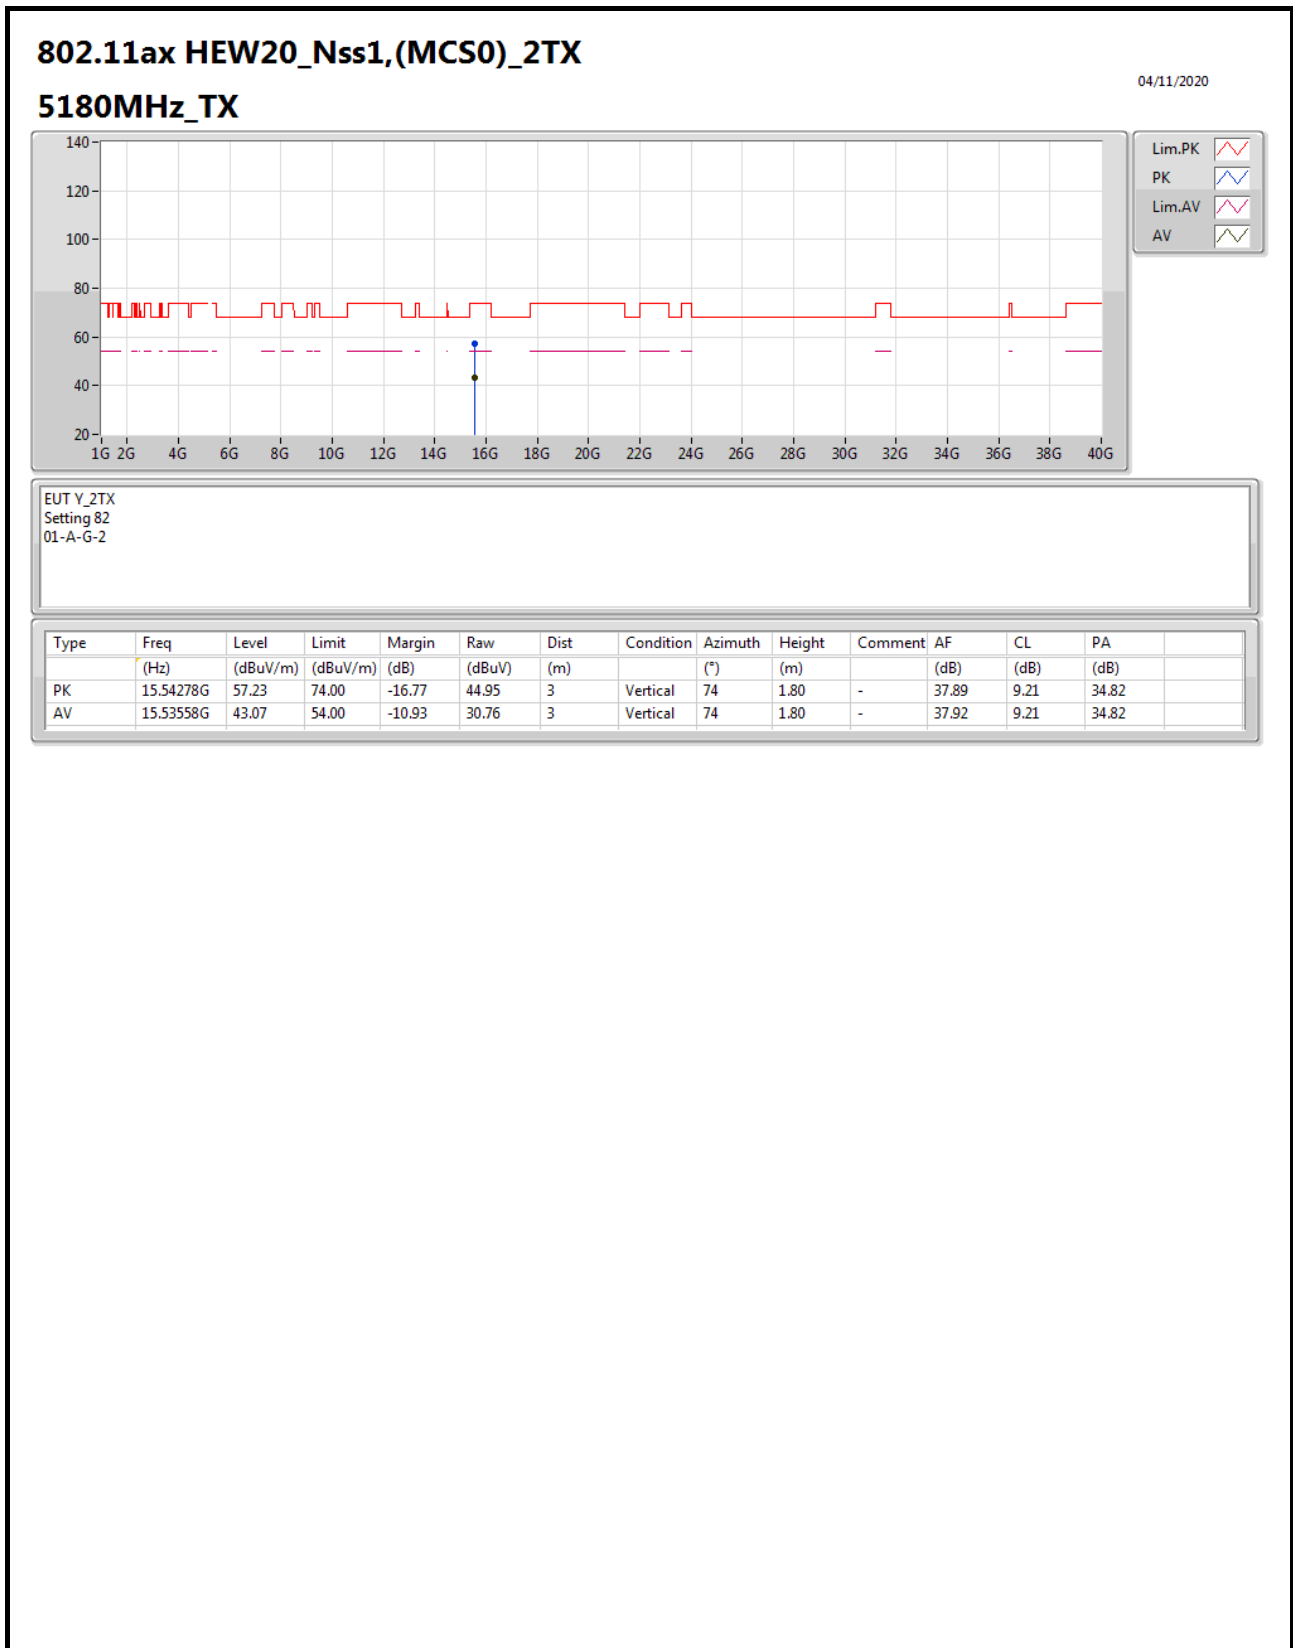 802.11ax HEW20_Nss1,(MCS0)_2TX
04/11/2020
5180MHz_TX
140
120
100
80
60
40
20
1G 2G 4G 6G 8G 10G 12G 14G 16G 18G 20G 22G 24G 26G 28G 30G 32G 34G 36G 38G 40G
Lim.PK
PK
Lim.AV
AV
EUT Y_2TX
Setting 82
01-A-G-2
Type Freq Level Limit Margin Raw Dist Condition Azimuth Height Comment AF CL PA
(Hz) (dBuV/m) (dBuV/m) (dB) (dBuV) (m) (°) (m) (dB) (dB) (dB)
PK 15.54278G 57.23 74.00 -16.77 44.95 3 Vertical 74 1.80 - 37.89 9.21 34.82
AV 15.53558G 43.07 54.00 -10.93 30.76 3 Vertical 74 1.80 - 37.92 9.21 34.82